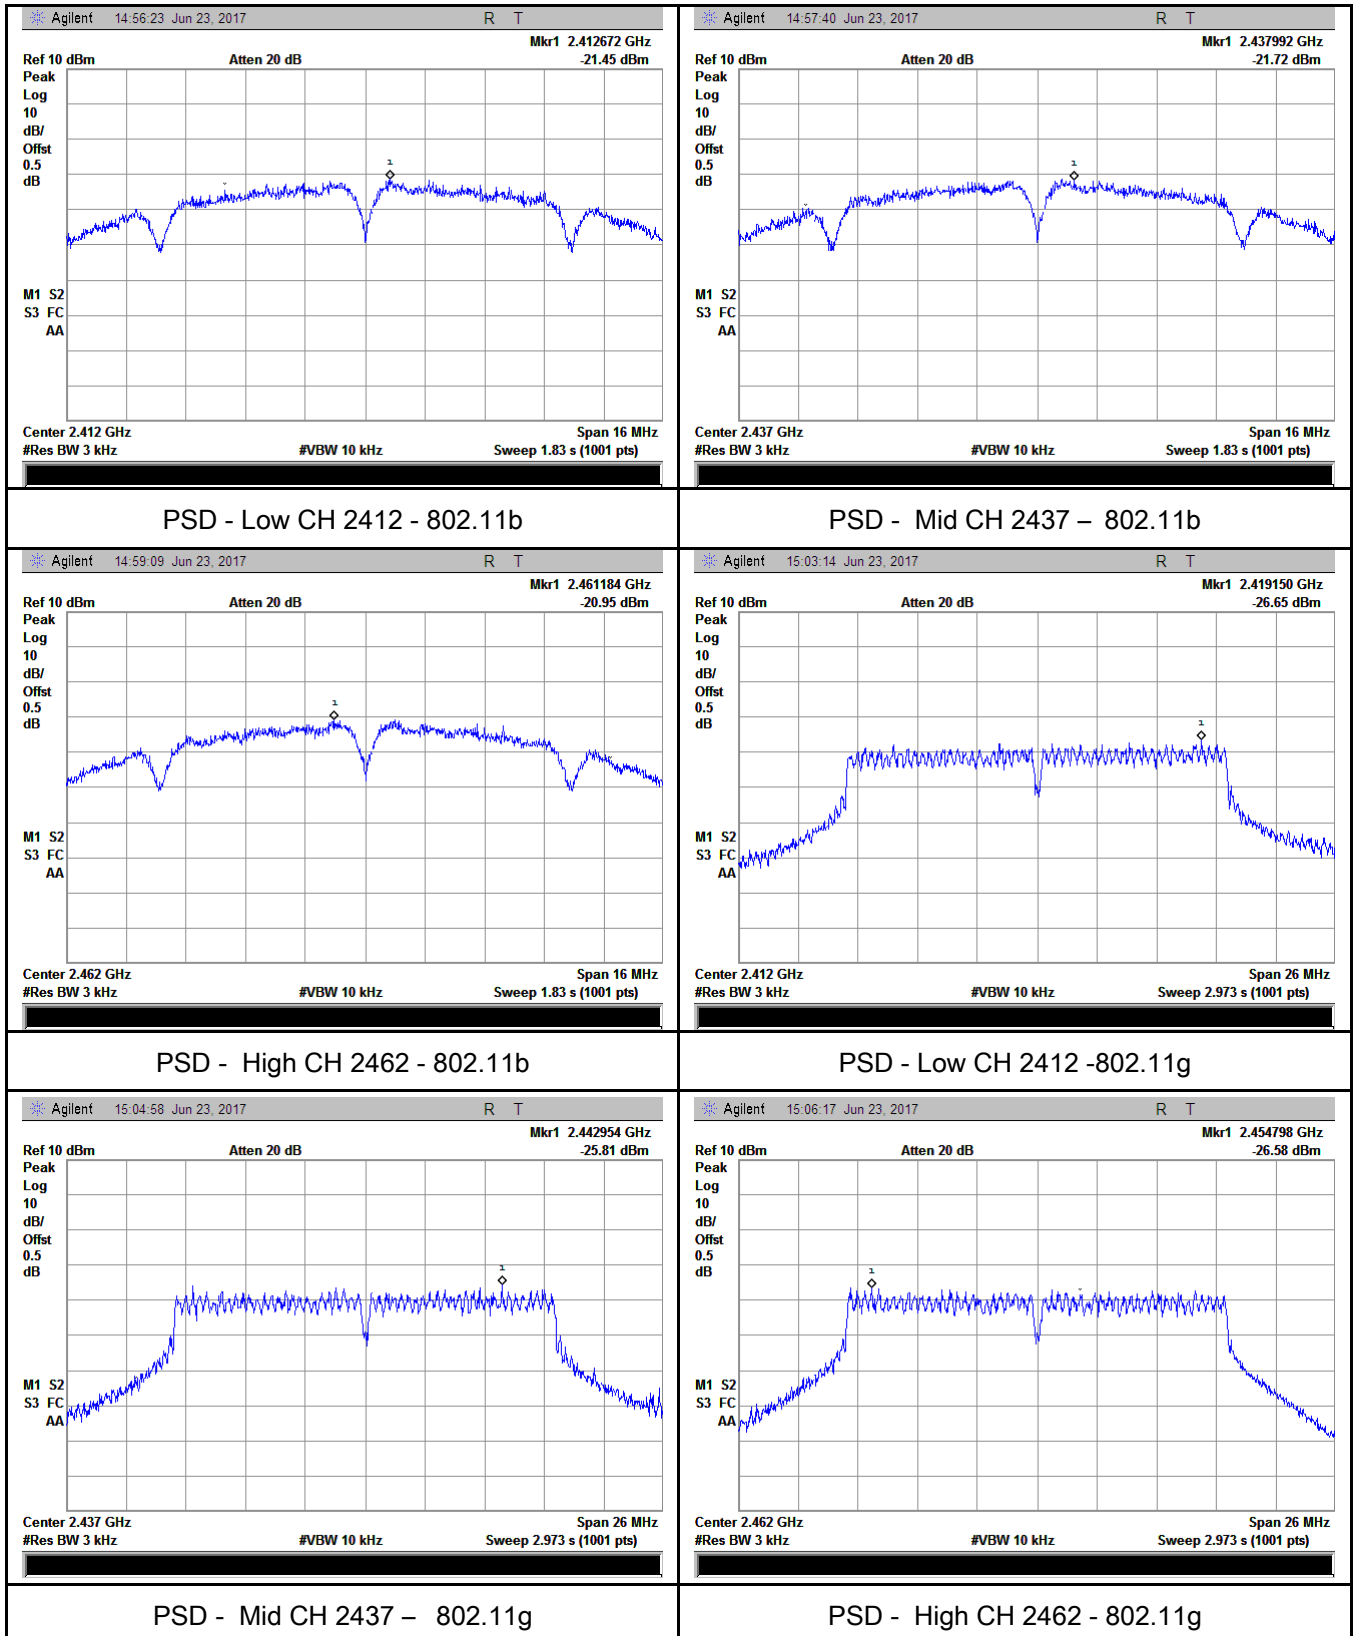 Agilent 14:56:23 Jun 23, 2017 R T
Mkr1 2.412672 GHz
Ref 10 dBm Atten 20 dB -21.45 dBm
Peak
Log
10
dB/
Offst
0.5
dB
1
M1 S2
S3 FC
AA
Center 2.412 GHz Span 16 MHz
#Res BW 3 kHz #VBW 10 kHz Sweep 1.83 s (1001 pts)
PSD - Low CH 2412 - 802.11b
Agilent 14:57:40 Jun 23, 2017 R T
Mkr1 2.437992 GHz
Ref 10 dBm Atten 20 dB -21.72 dBm
Peak
Log
10
dB/
Offst
0.5
dB
1
M1 S2
S3 FC
AA
Center 2.437 GHz Span 16 MHz
#Res BW 3 kHz #VBW 10 kHz Sweep 1.83 s (1001 pts)
PSD - Mid CH 2437 – 802.11b
Agilent 14:59:09 Jun 23, 2017 R T
Mkr1 2.461184 GHz
Ref 10 dBm Atten 20 dB -20.95 dBm
Peak
Log
10
dB/
Offst
0.5
dB
1
M1 S2
S3 FC
AA
Center 2.462 GHz Span 16 MHz
#Res BW 3 kHz #VBW 10 kHz Sweep 1.83 s (1001 pts)
PSD - High CH 2462 - 802.11b
Agilent 15:03:14 Jun 23, 2017 R T
Mkr1 2.419150 GHz
Ref 10 dBm Atten 20 dB -26.65 dBm
Peak
Log
10
dB/
Offst
0.5
dB
1
M1 S2
S3 FC
AA
Center 2.412 GHz Span 26 MHz
#Res BW 3 kHz #VBW 10 kHz Sweep 2.973 s (1001 pts)
PSD - Low CH 2412 -802.11g
Agilent 15:04:58 Jun 23, 2017 R T
Mkr1 2.442954 GHz
Ref 10 dBm Atten 20 dB -25.81 dBm
Peak
Log
10
dB/
Offst
0.5
dB
1
M1 S2
S3 FC
AA
Center 2.437 GHz Span 26 MHz
#Res BW 3 kHz #VBW 10 kHz Sweep 2.973 s (1001 pts)
PSD - Mid CH 2437 – 802.11g
Agilent 15:06:17 Jun 23, 2017 R T
Mkr1 2.454798 GHz
Ref 10 dBm Atten 20 dB -26.58 dBm
Peak
Log
10
dB/
Offst
0.5
dB
1
M1 S2
S3 FC
AA
Center 2.462 GHz Span 26 MHz
#Res BW 3 kHz #VBW 10 kHz Sweep 2.973 s (1001 pts)
PSD - High CH 2462 - 802.11g